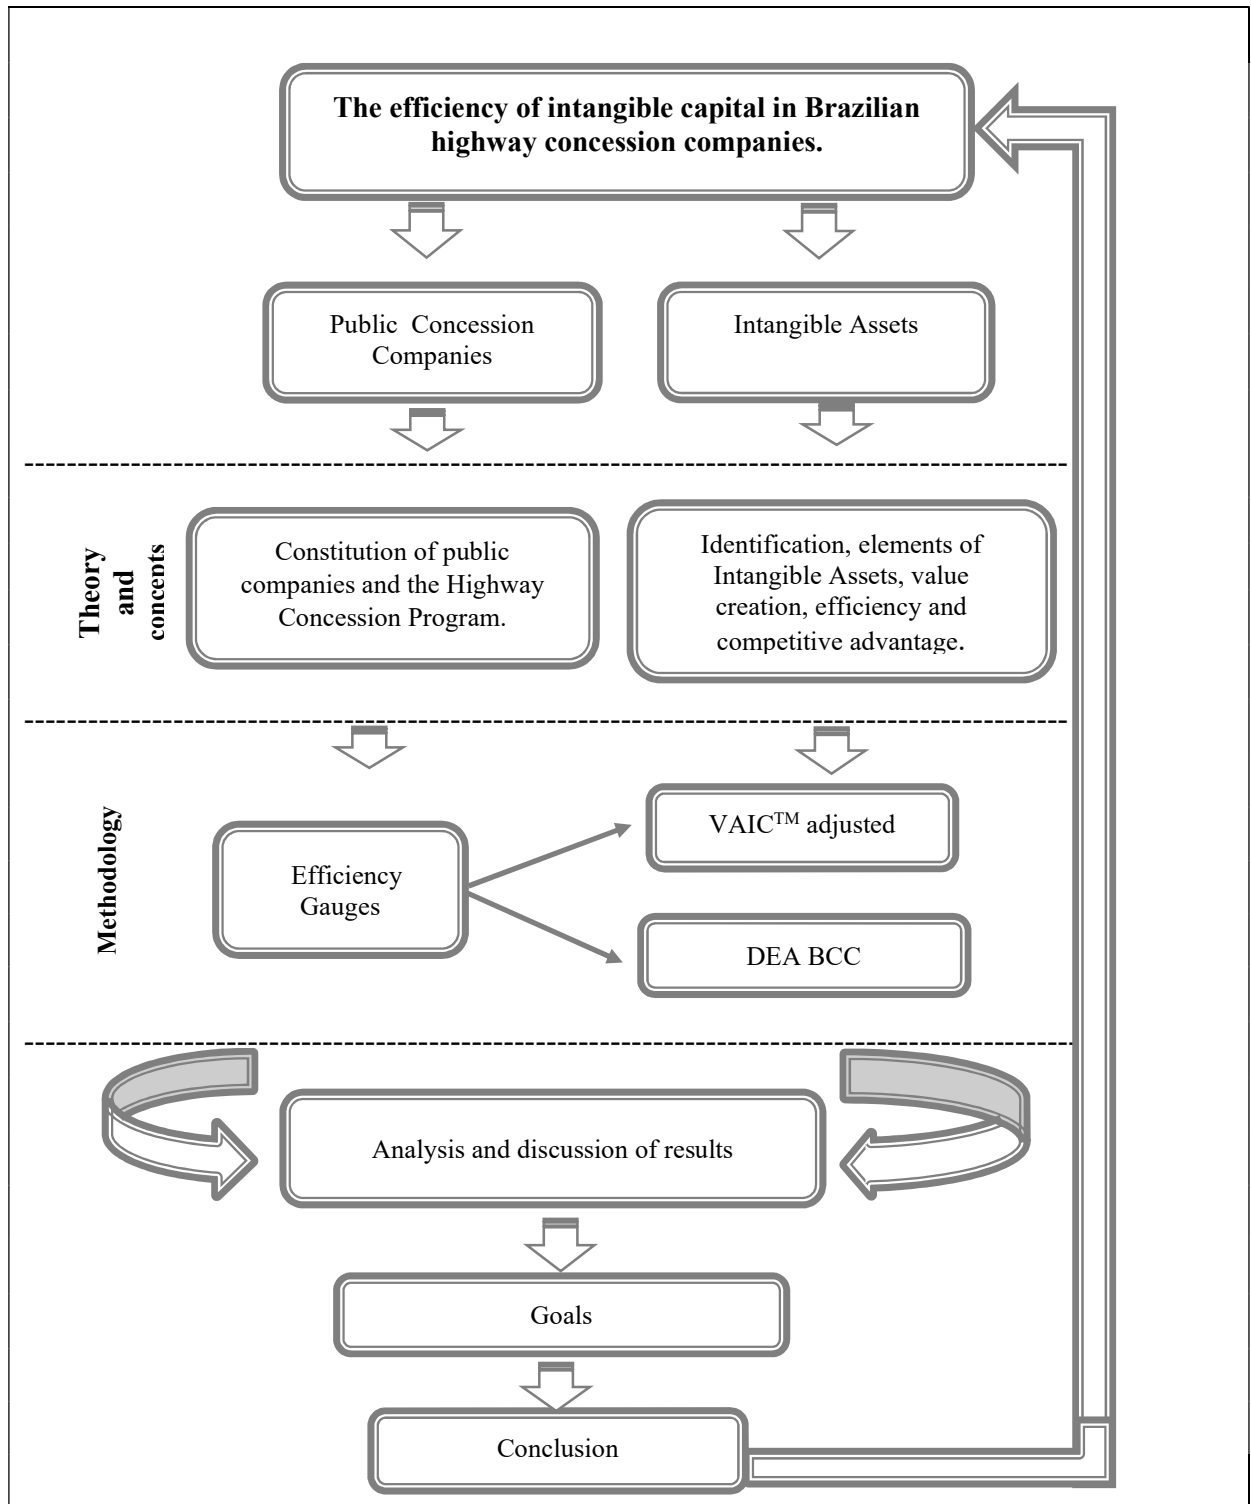 The efficiency of intangible capital in Brazilian
highway concession companies.
Public Concession
Companies
Intangible Assets
Theory
and
concepts
Constitution of public
companies and the Highway
Concession Program.
Identification, elements of
Intangible Assets, value
creation, efficiency and
competitive advantage.
Methodology
Efficiency
Gauges
VAIC™ adjusted
DEA BCC
Analysis and discussion of results
Goals
Conclusion